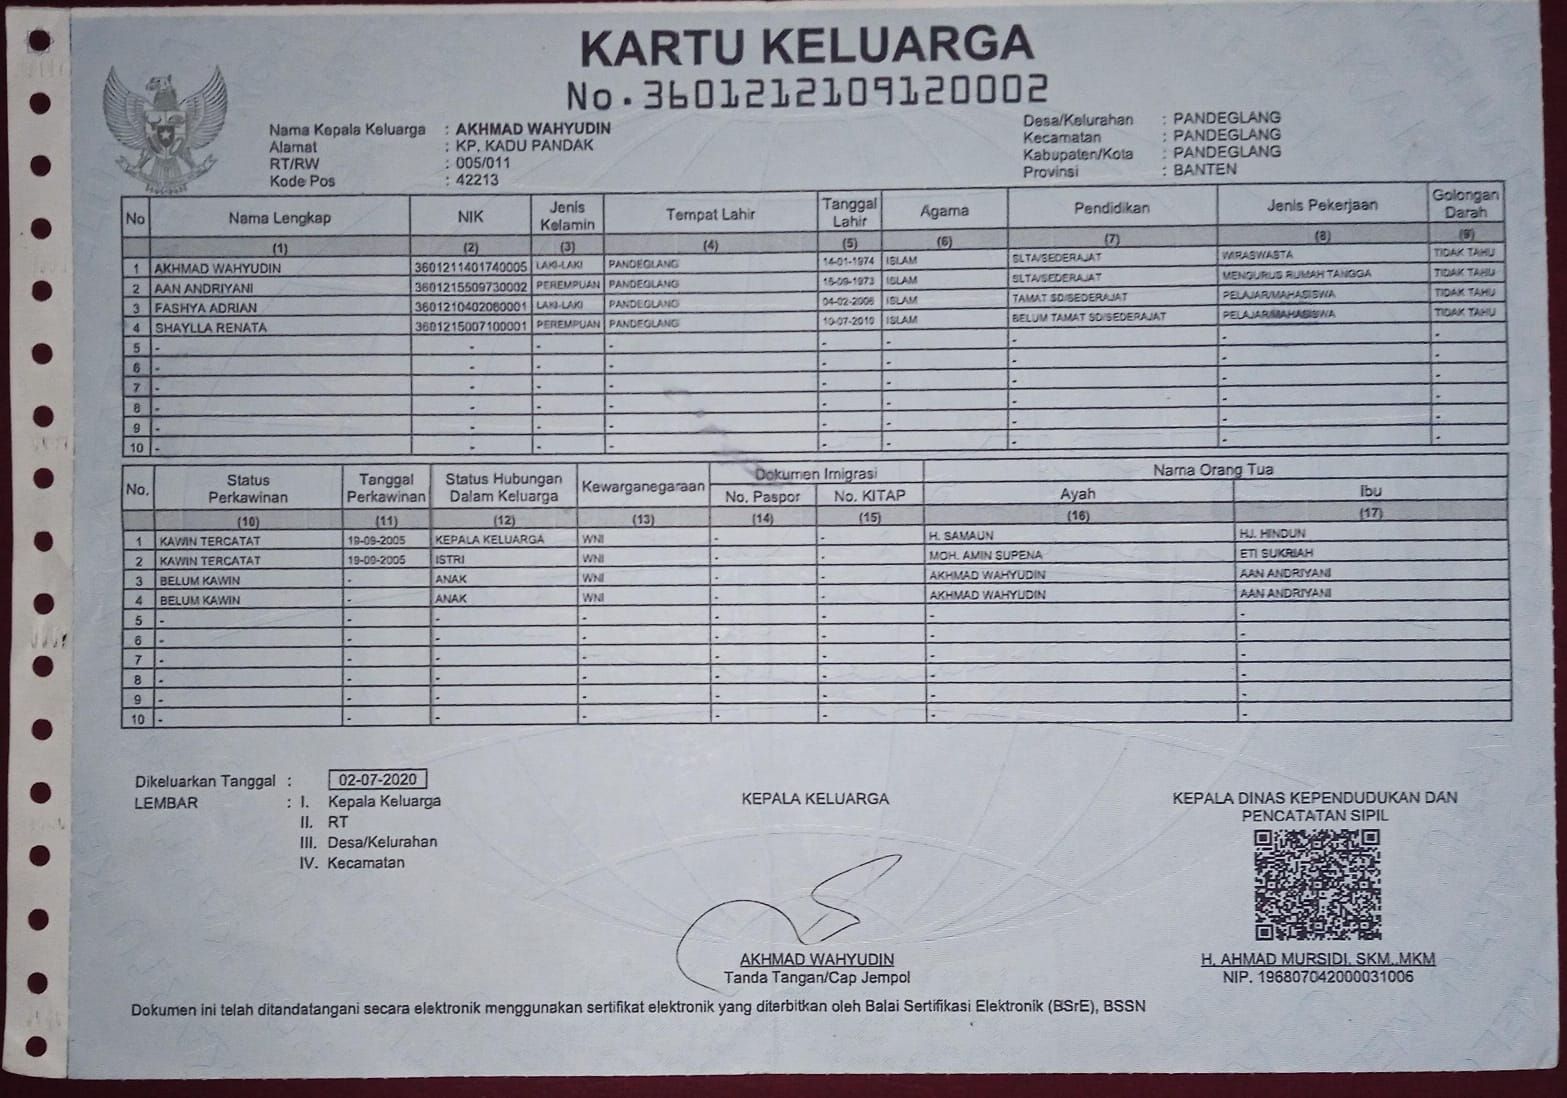 KARTU KELUARGA
No. 3601212109120002
Nama Kepala Keluarga : AKHMAD WAHYUDIN
Alamat : KP. KADU PANDAK
RT/RW : 005/011
Kode Pos : 42213
Desa/Kelurahan : PANDEGLANG
Kecamatan : PANDEGLANG
Kabupaten/Kota : PANDEGLANG
Provinsi : BANTEN
No Nama Lengkap NIK Jenis Kelamin Tempat Lahir Tanggal Lahir Agama Pendidikan Jenis Pekerjaan Golongan Darah
(1) (2) (3) (4) (5) (6) (7) (8) (9)
1 AKHMAD WAHYUDIN 3601211401740005 LAKI-LAKI PANDEGLANG 14-01-1974 ISLAM SLTA/SEDERAJAT WIRASWASTA TIDAK TAHU
2 AAN ANDRIYANI 3601215509730002 PEREMPUAN PANDEGLANG 15-09-1973 ISLAM SLTA/SEDERAJAT MENGURUS RUMAH TANGGA TIDAK TAHU
3 FASHYA ADRIAN 3601210402060001 LAKI-LAKI PANDEGLANG 04-02-2006 ISLAM TAMAT SD/SEDERAJAT PELAJAR/MAHASISWA TIDAK TAHU
4 SHAYLLA RENATA 3601215007100001 PEREMPUAN PANDEGLANG 10-07-2010 ISLAM BELUM TAMAT SD/SEDERAJAT PELAJAR/MAHASISWA TIDAK TAHU
5 - - - - - - - - -
6 - - - - - - - - -
7 - - - - - - - - -
8 - - - - - - - - -
9 - - - - - - - - -
10 - - - - - - - - -
No. Status Perkawinan Tanggal Perkawinan Status Hubungan Dalam Keluarga Kewarganegaraan Dokumen Imigrasi Nama Orang Tua
No. Paspor No. KITAP Ayah Ibu
(10) (11) (12) (13) (14) (15) (16) (17)
1 KAWIN TERCATAT 19-09-2005 KEPALA KELUARGA WNI - - H. SAMAUN HJ. HINDUN
2 KAWIN TERCATAT 19-09-2005 ISTRI WNI - - MOH. AMIN SUPENA ETI SUKRIAH
3 BELUM KAWIN - ANAK WNI - - AKHMAD WAHYUDIN AAN ANDRIYANI
4 BELUM KAWIN - ANAK WNI - - AKHMAD WAHYUDIN AAN ANDRIYANI
5 - - - - - - - -
6 - - - - - - - -
7 - - - - - - - -
8 - - - - - - - -
9 - - - - - - - -
10 - - - - - - - -
Dikeluarkan Tanggal : 02-07-2020
LEMBAR : I. Kepala Keluarga
II. RT
III. Desa/Kelurahan
IV. Kecamatan
KEPALA KELUARGA
AKHMAD WAHYUDIN
Tanda Tangan/Cap Jempol
KEPALA DINAS KEPENDUDUKAN DAN
PENCATATAN SIPIL
H. AHMAD MURSIDI, SKM.,MKM
NIP. 196807042000031006
Dokumen ini telah ditandatangani secara elektronik menggunakan sertifikat elektronik yang diterbitkan oleh Balai Sertifikasi Elektronik (BSrE), BSSN